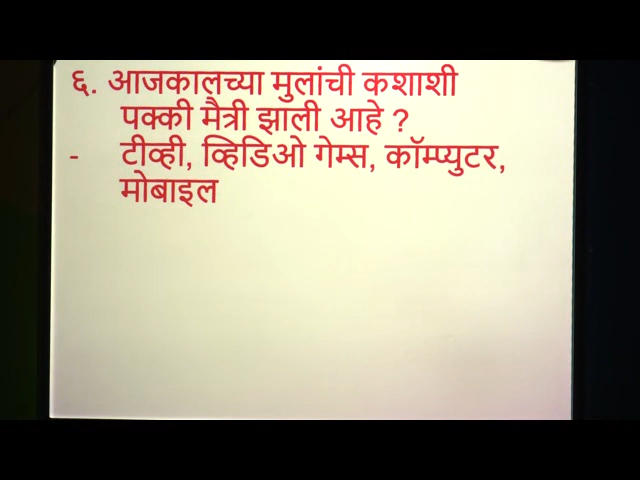 ६. आजकालच्या मुलांची कशाशी
पक्की मैत्री झाली आहे ?
- टीव्ही, व्हिडिओ गेम्स, कॉम्प्युटर,
मोबाइल